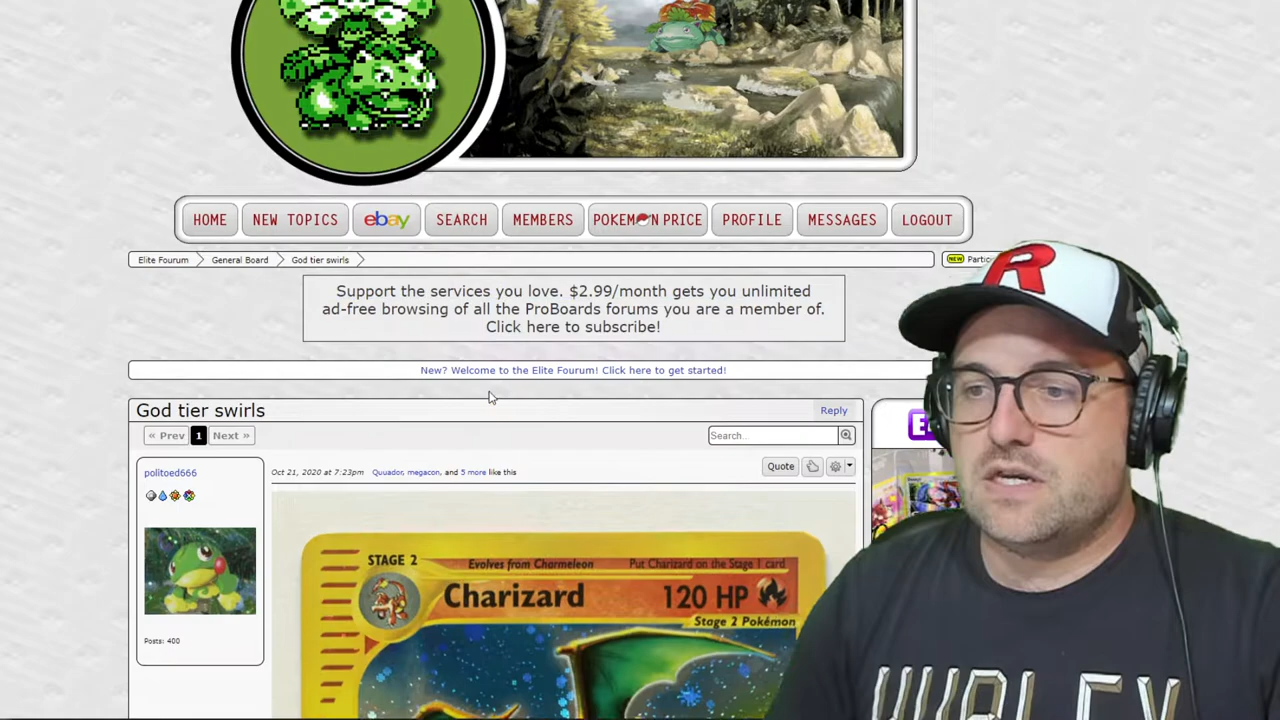 HOME NEW TOPICS ebay SEARCH MEMBERS POKEMON PRICE PROFILE MESSAGES LOGOUT
Elite Fourum General Board God tier swirls NEW Partic
Support the services you love. $2.99/month gets you unlimited
ad-free browsing of all the ProBoards forums you are a member of.
Click here to subscribe!
New? Welcome to the Elite Fourum! Click here to get started!
God tier swirls Reply
« Prev 1 Next » Search..
politoed666 Oct 21, 2020 at 7:23pm Quuador, megacon, and 5 more like this Quote
Posts: 400
STAGE 2 Evolves from Charmeleon Put Charizard on the Stage 1 card
Charizard 120 HP
Stage 2 Pokémon
R
HURLEY